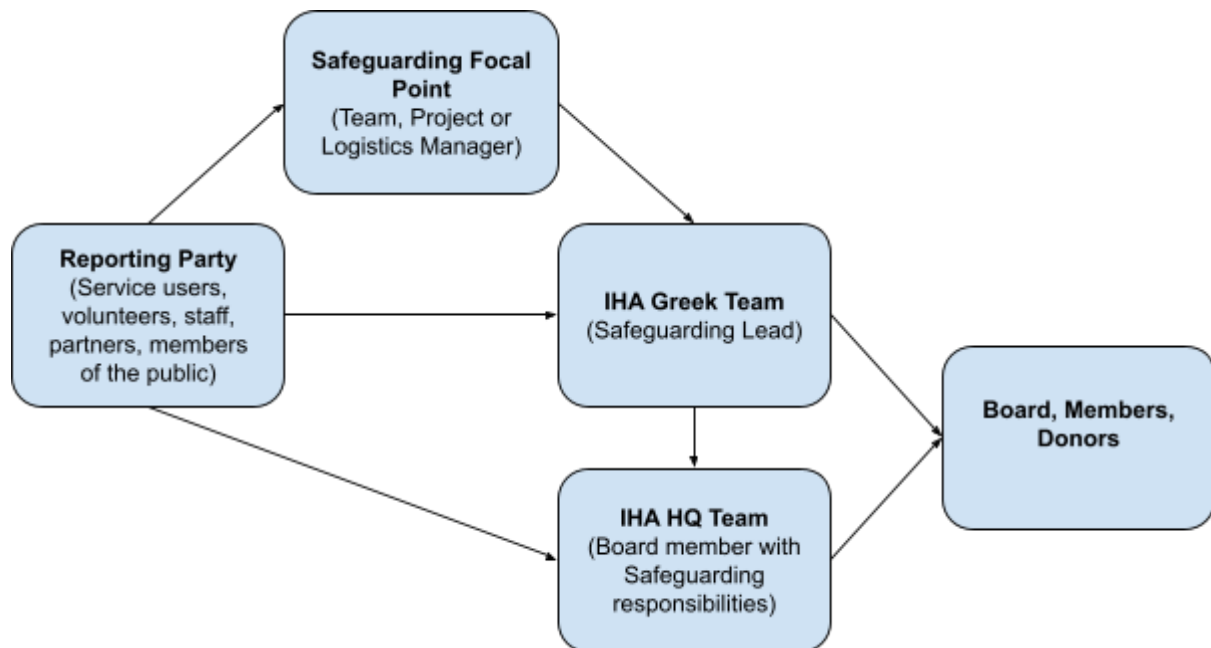 Safeguarding Focal
Point
(Team, Project or
Logistics Manager)
Reporting Party
(Service users,
volunteers, staff,
partners, members
of the public)
IHA Greek Team
(Safeguarding Lead)
IHA HQ Team
(Board member with
Safeguarding
responsibilities)
Board, Members,
Donors